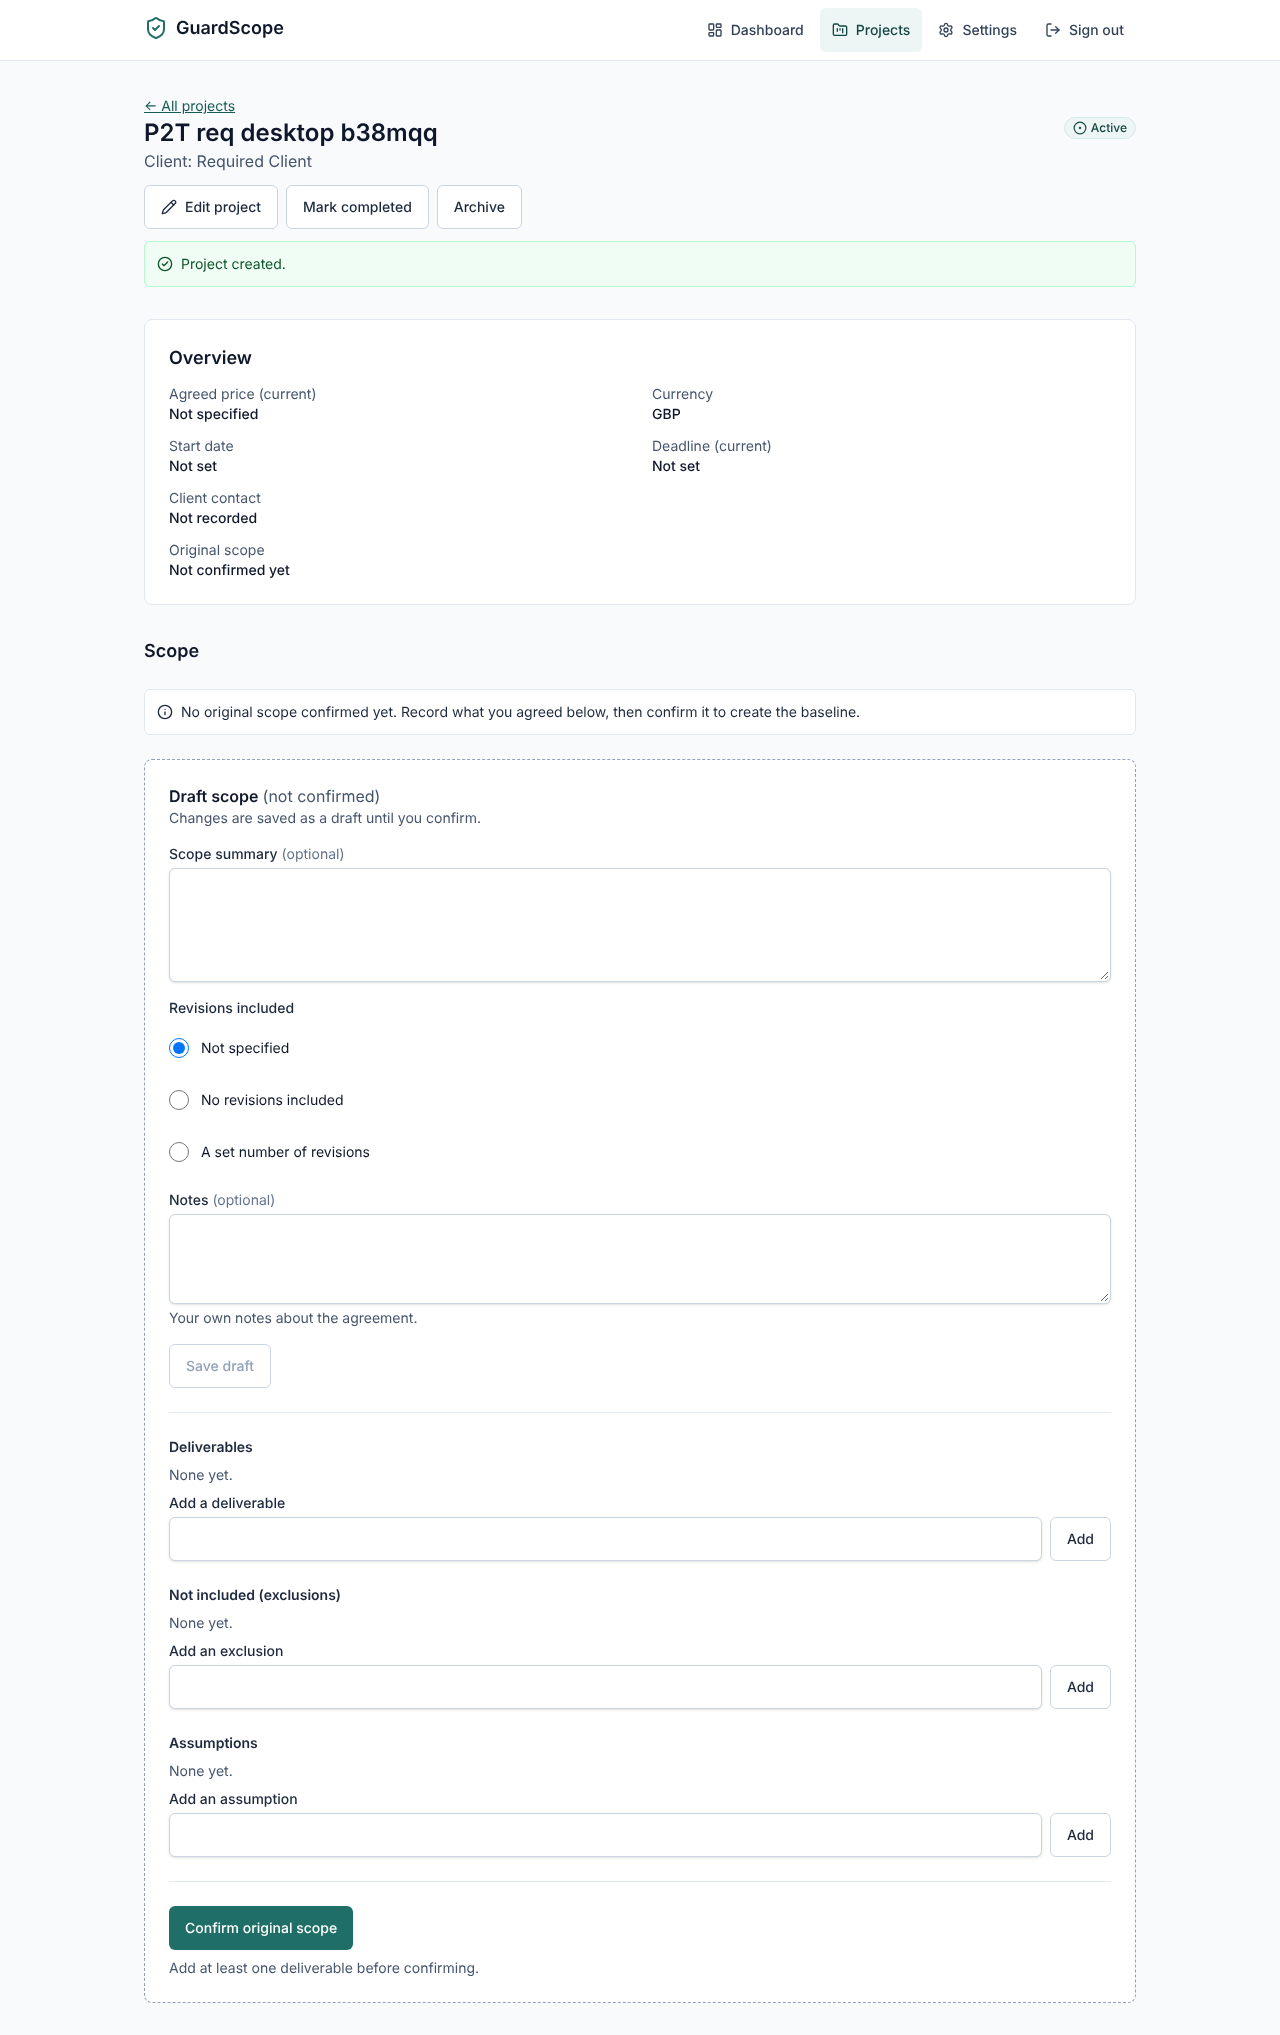 GuardScope
Dashboard
Projects
Settings
Sign out
← All projects
P2T req desktop b38mqq
Active
Client: Required Client
Edit project
Mark completed
Archive
Project created.
Overview
Agreed price (current)
Not specified
Currency
GBP
Start date
Not set
Deadline (current)
Not set
Client contact
Not recorded
Original scope
Not confirmed yet
Scope
No original scope confirmed yet. Record what you agreed below, then confirm it to create the baseline.
Draft scope (not confirmed)
Changes are saved as a draft until you confirm.
Scope summary (optional)
Revisions included
Not specified
No revisions included
A set number of revisions
Notes (optional)
Your own notes about the agreement.
Save draft
Deliverables
None yet.
Add a deliverable
Add
Not included (exclusions)
None yet.
Add an exclusion
Add
Assumptions
None yet.
Add an assumption
Add
Confirm original scope
Add at least one deliverable before confirming.